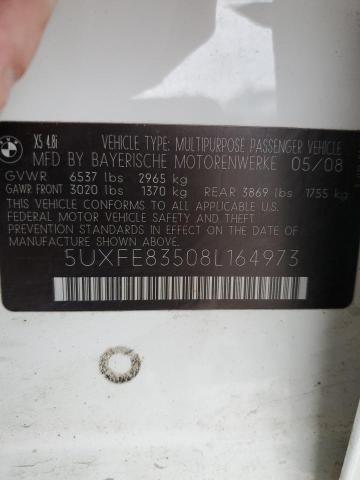 BMW
X5 4.8i
VEHICLE TYPE: MULTIPURPOSE PASSENGER VEHICLE
MFD BY BAYERISCHE MOTORENWERKE 05/08
GVWR 6537 lbs 2965 kg
GAWR FRONT 3020 lbs 1370 kg REAR 3869 lbs 1755 kg
THIS VEHICLE CONFORMS TO ALL APPLICABLE U.S.
FEDERAL MOTOR VEHICLE SAFETY, BUMPER, AND THEFT
PREVENTION STANDARDS IN EFFECT ON THE DATE
OF MANUFACTURE SHOWN ABOVE:
5UXFE83508L164973